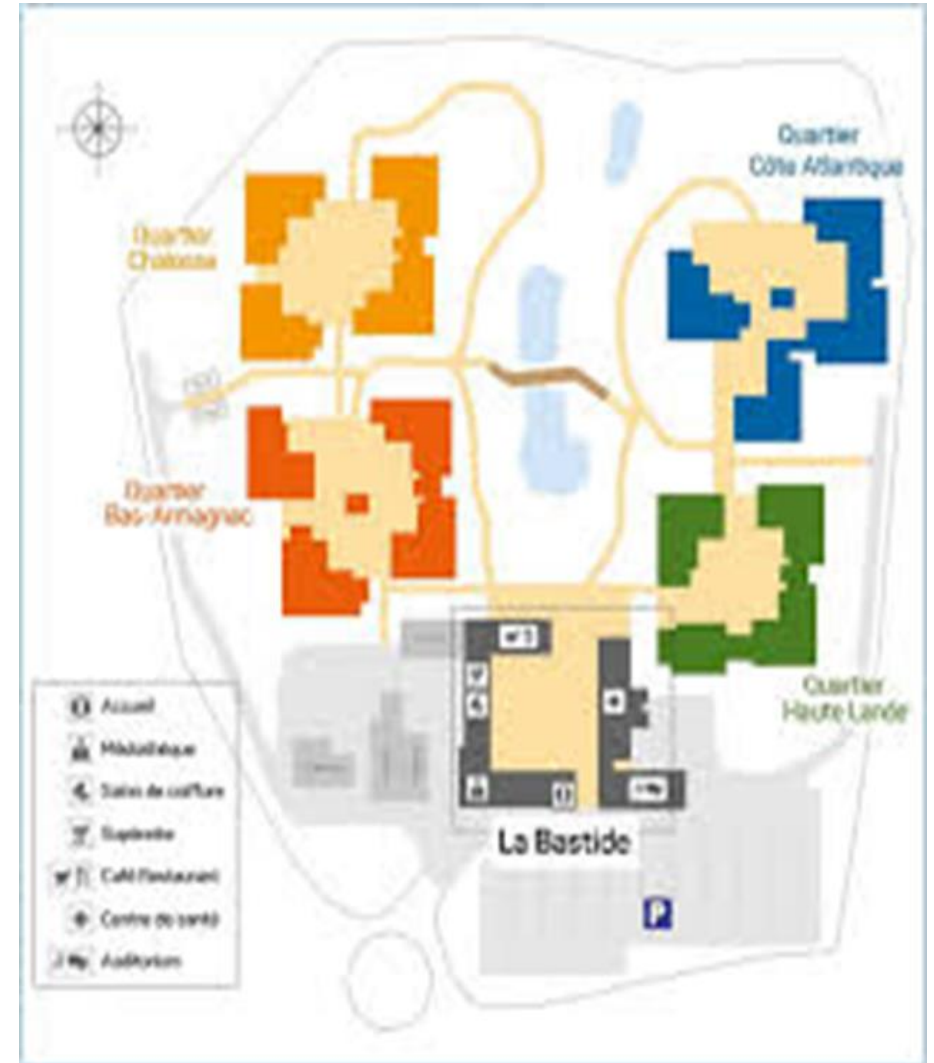 Quartier
Côte Atlantique
Quartier
Chalosse
Quartier
Bas-Armagnac
Quartier
Haute Lande
La Bastide
P
Accueil
Médiathèque
Salon de coiffure
Supérette
Café Restaurant
Centre de santé
Auditorium